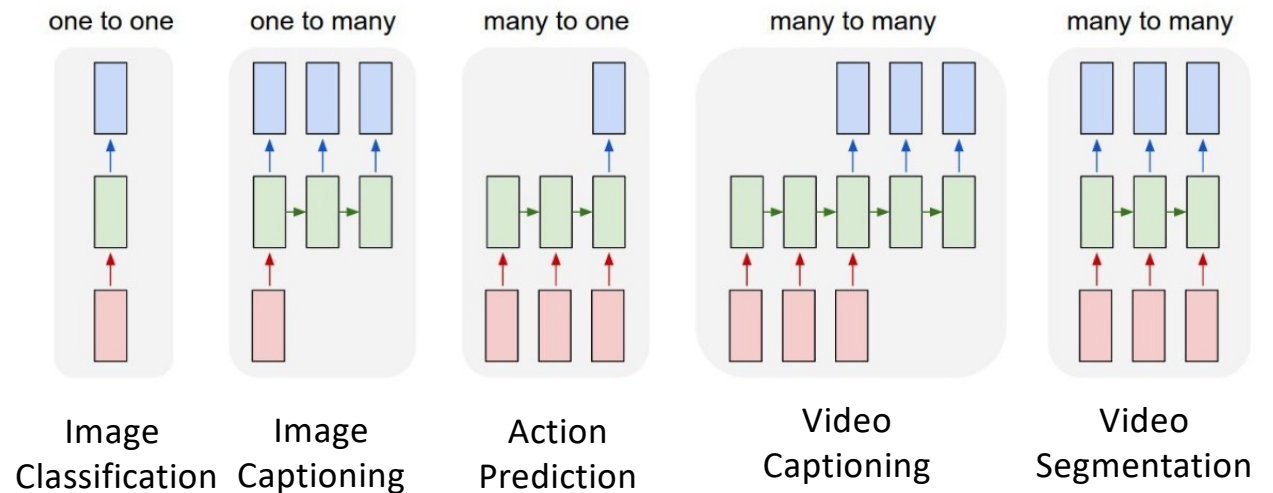 one to one
one to many
many to one
many to many
many to many
Image
Classification
Image
Captioning
Action
Prediction
Video
Captioning
Video
Segmentation